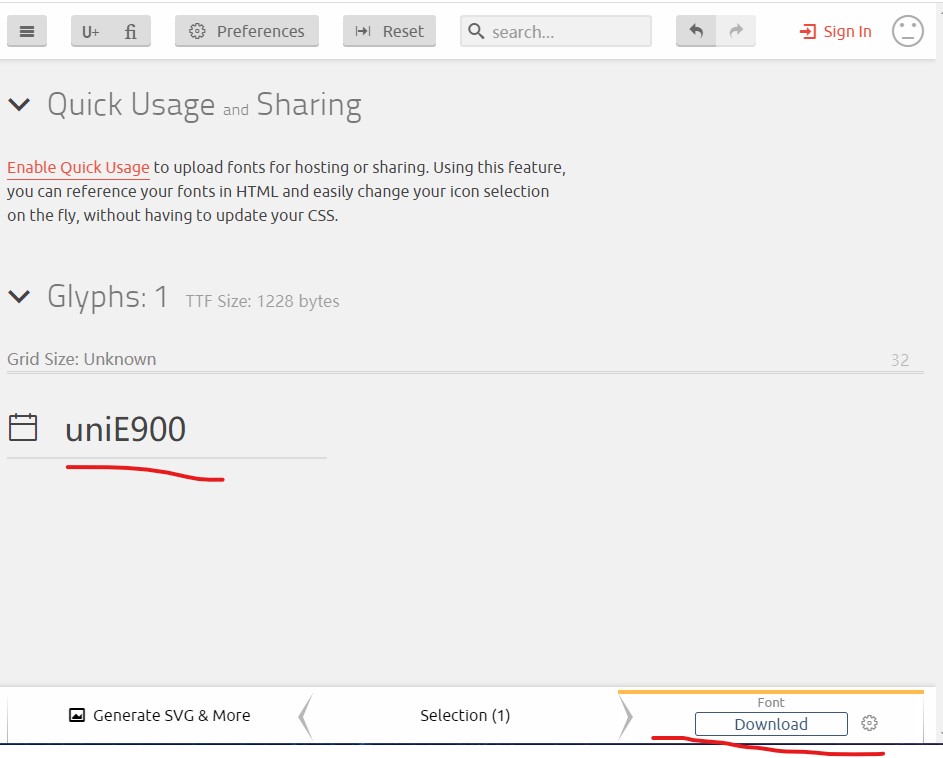 U+ fi Preferences Reset search... Sign In
Quick Usage and Sharing
Enable Quick Usage to upload fonts for hosting or sharing. Using this feature,
you can reference your fonts in HTML and easily change your icon selection
on the fly, without having to update your CSS.
Glyphs: 1 TTF Size: 1228 bytes
Grid Size: Unknown 32
uniE900
Generate SVG & More Selection (1) Font
Download